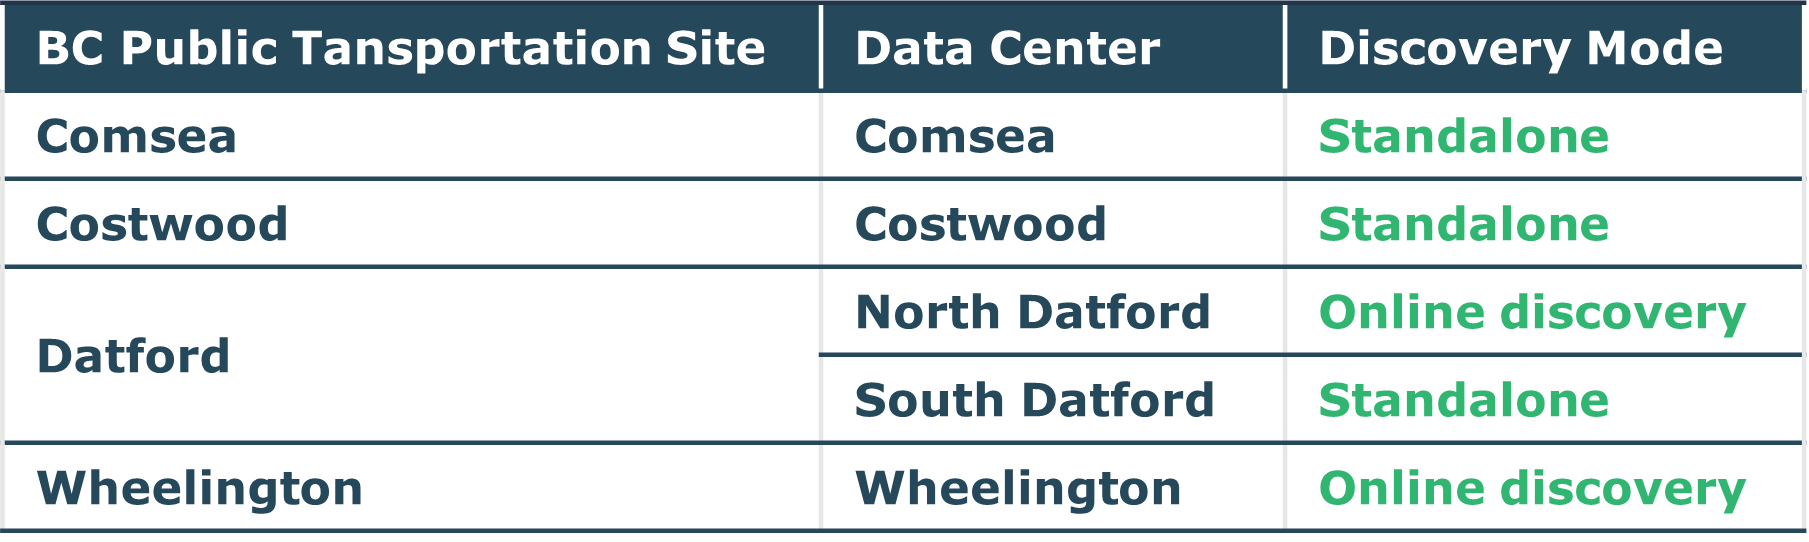 BC Public Tansportation Site Data Center Discovery Mode
Comsea Comsea Standalone
Costwood Costwood Standalone
Datford
North Datford Online discovery
South Datford Standalone
Wheelington Wheelington Online discovery